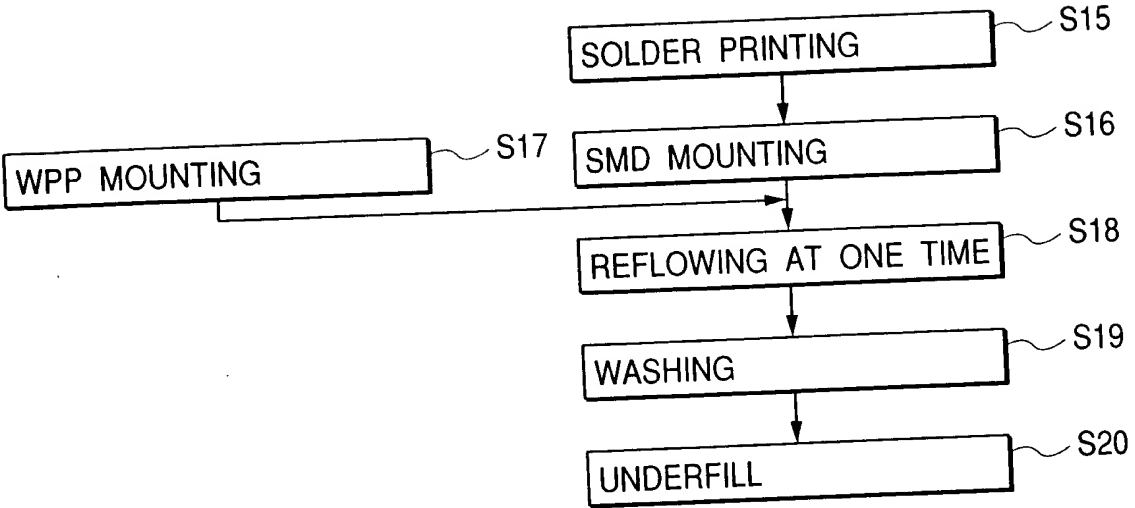 SOLDER PRINTING
S15
SMD MOUNTING
S16
WPP MOUNTING
S17
REFLOWING AT ONE TIME
S18
WASHING
S19
UNDERFILL
S20